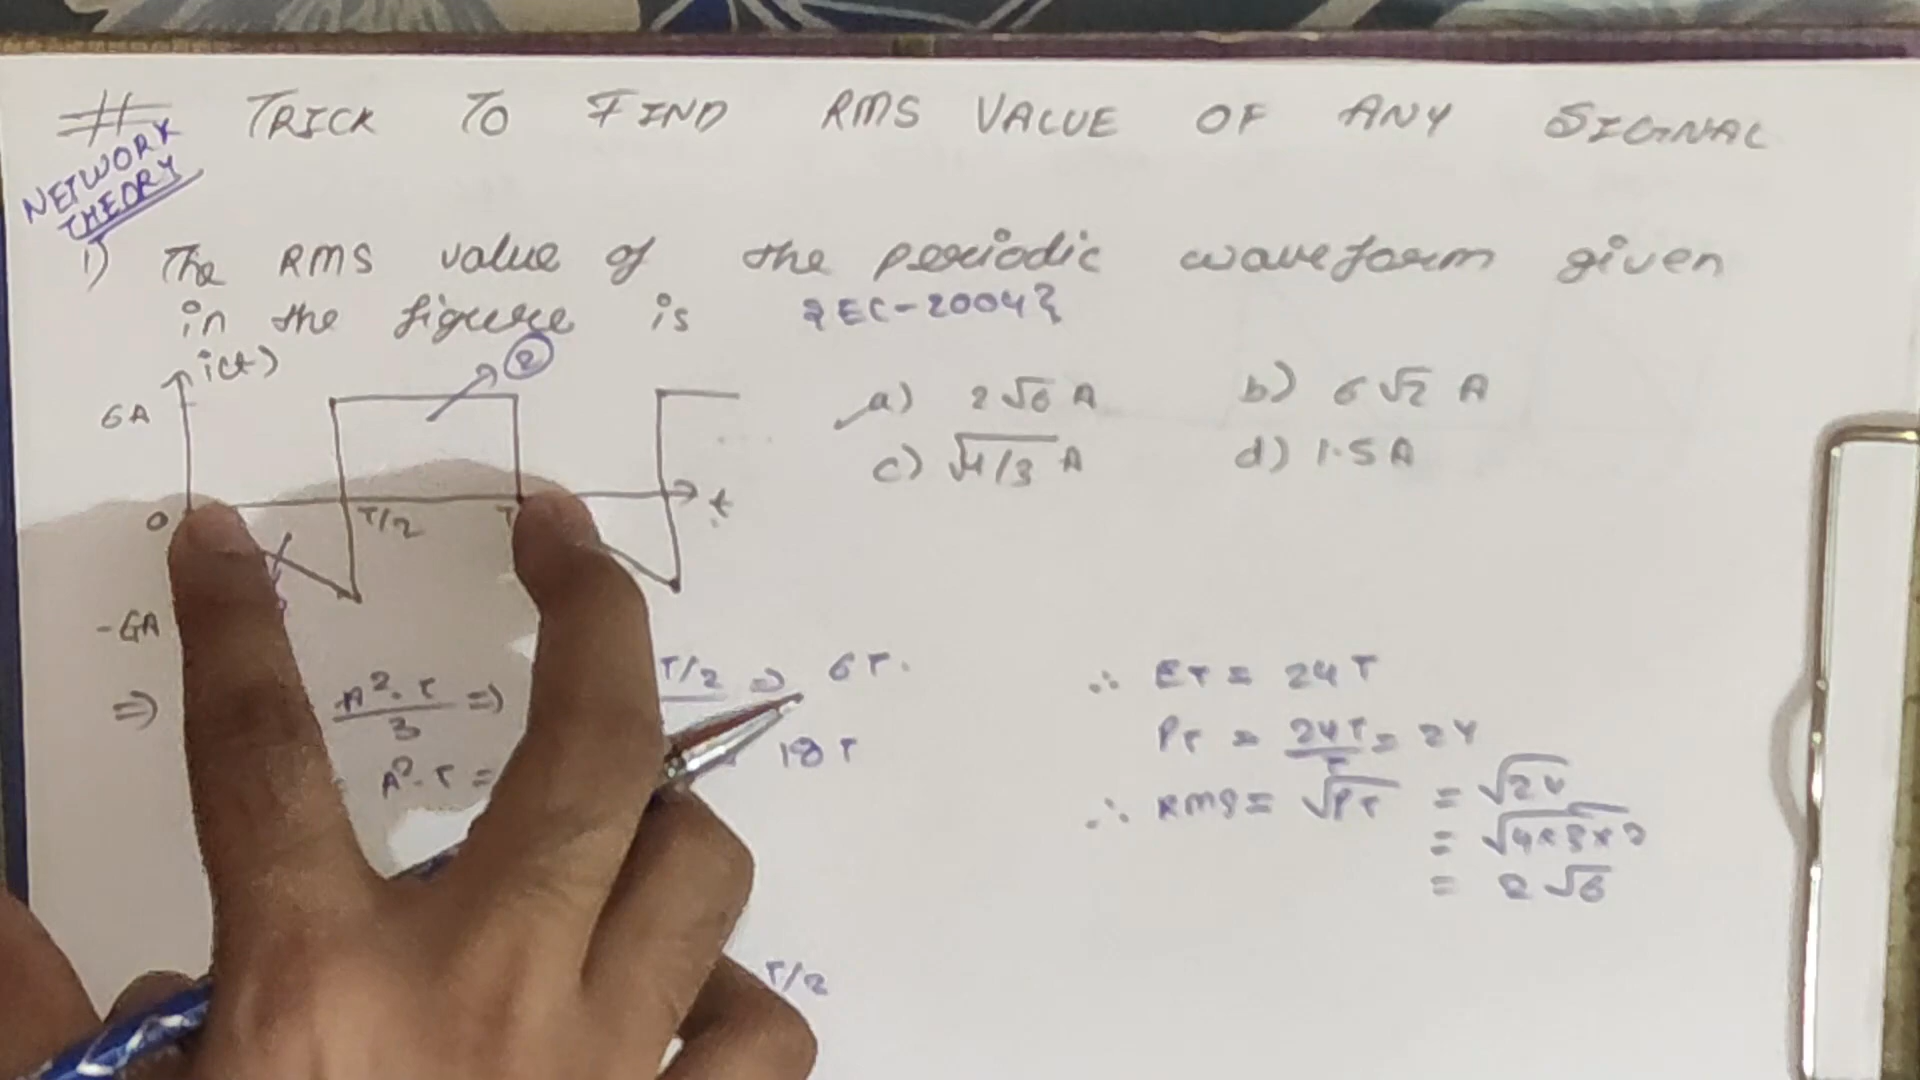 # TRICK TO FIND RMS VALUE OF ANY SIGNAL
NETWORK
THEORY
1) The RMS value of the periodic waveform given
in the figure is {EC-2004}
i(t)
2
6A
a) 2√6 A b) 6√2 A
c) √4/3 A d) 1.5 A
0 T/2 T t
-6A
⇒ A². T / 3 ⇒ T/2 ⇒ 6T.
A². T = 18T
∴ ET = 24T
PT = 24T / T = 24
∴ RMS = √PT = √24
= √4×3×2
= 2√6
T/2